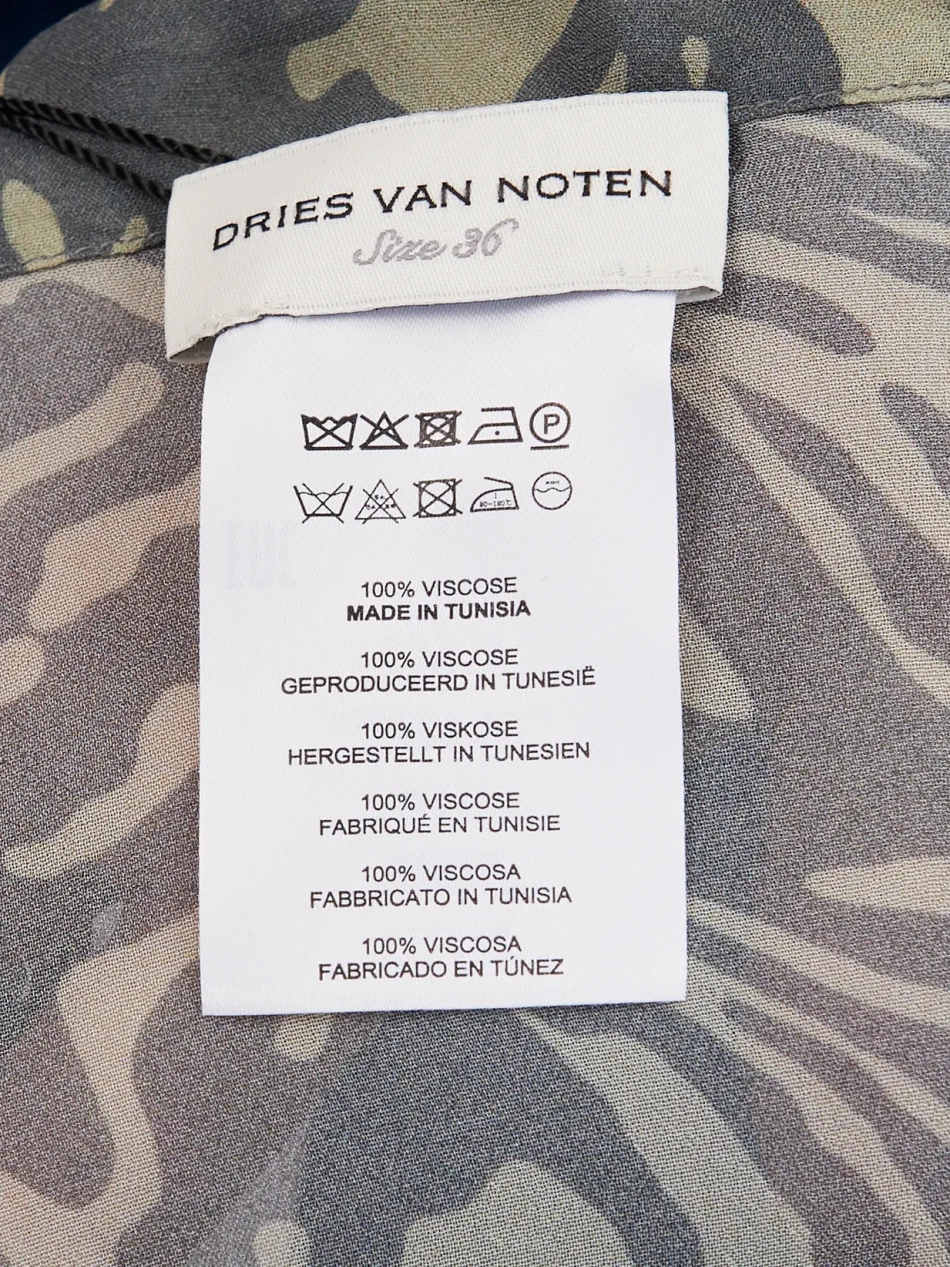 DRIES VAN NOTEN
Size 36
P
100% VISCOSE
MADE IN TUNISIA
100% VISCOSE
GEPRODUCEERD IN TUNESIË
100% VISKOSE
HERGESTELLT IN TUNESIEN
100% VISCOSE
FABRIQUÉ EN TUNISIE
100% VISCOSA
FABBRICATO IN TUNISIA
100% VISCOSA
FABRICADO EN TÚNEZ